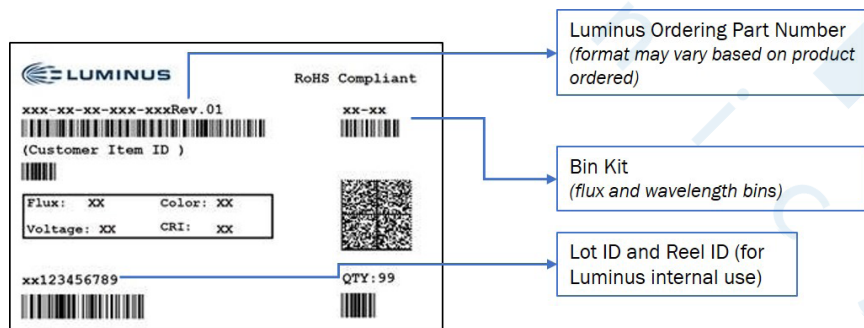 LUMINUS
RoHS Compliant
xxx-xx-xx-xxx-xxxRev.01
xx-xx
(Customer Item ID )
Flux: XX Color: XX
Voltage: XX CRI: XX
xx123456789
QTY:99
Luminus Ordering Part Number
(format may vary based on product
ordered)
Bin Kit
(flux and wavelength bins)
Lot ID and Reel ID (for
Luminus internal use)